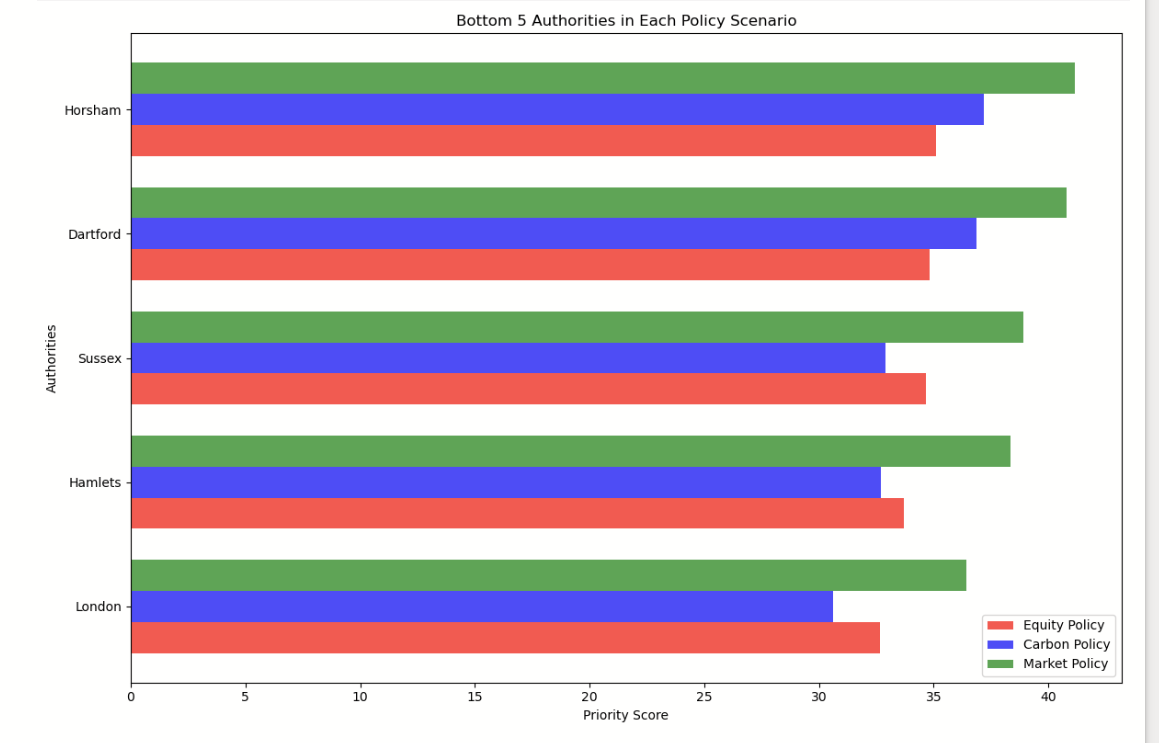 Bottom 5 Authorities in Each Policy Scenario
Horsham
Dartford
Sussex
Hamlets
London
Authorities
Equity Policy
Carbon Policy
Market Policy
0 5 10 15 20 25 30 35 40
Priority Score